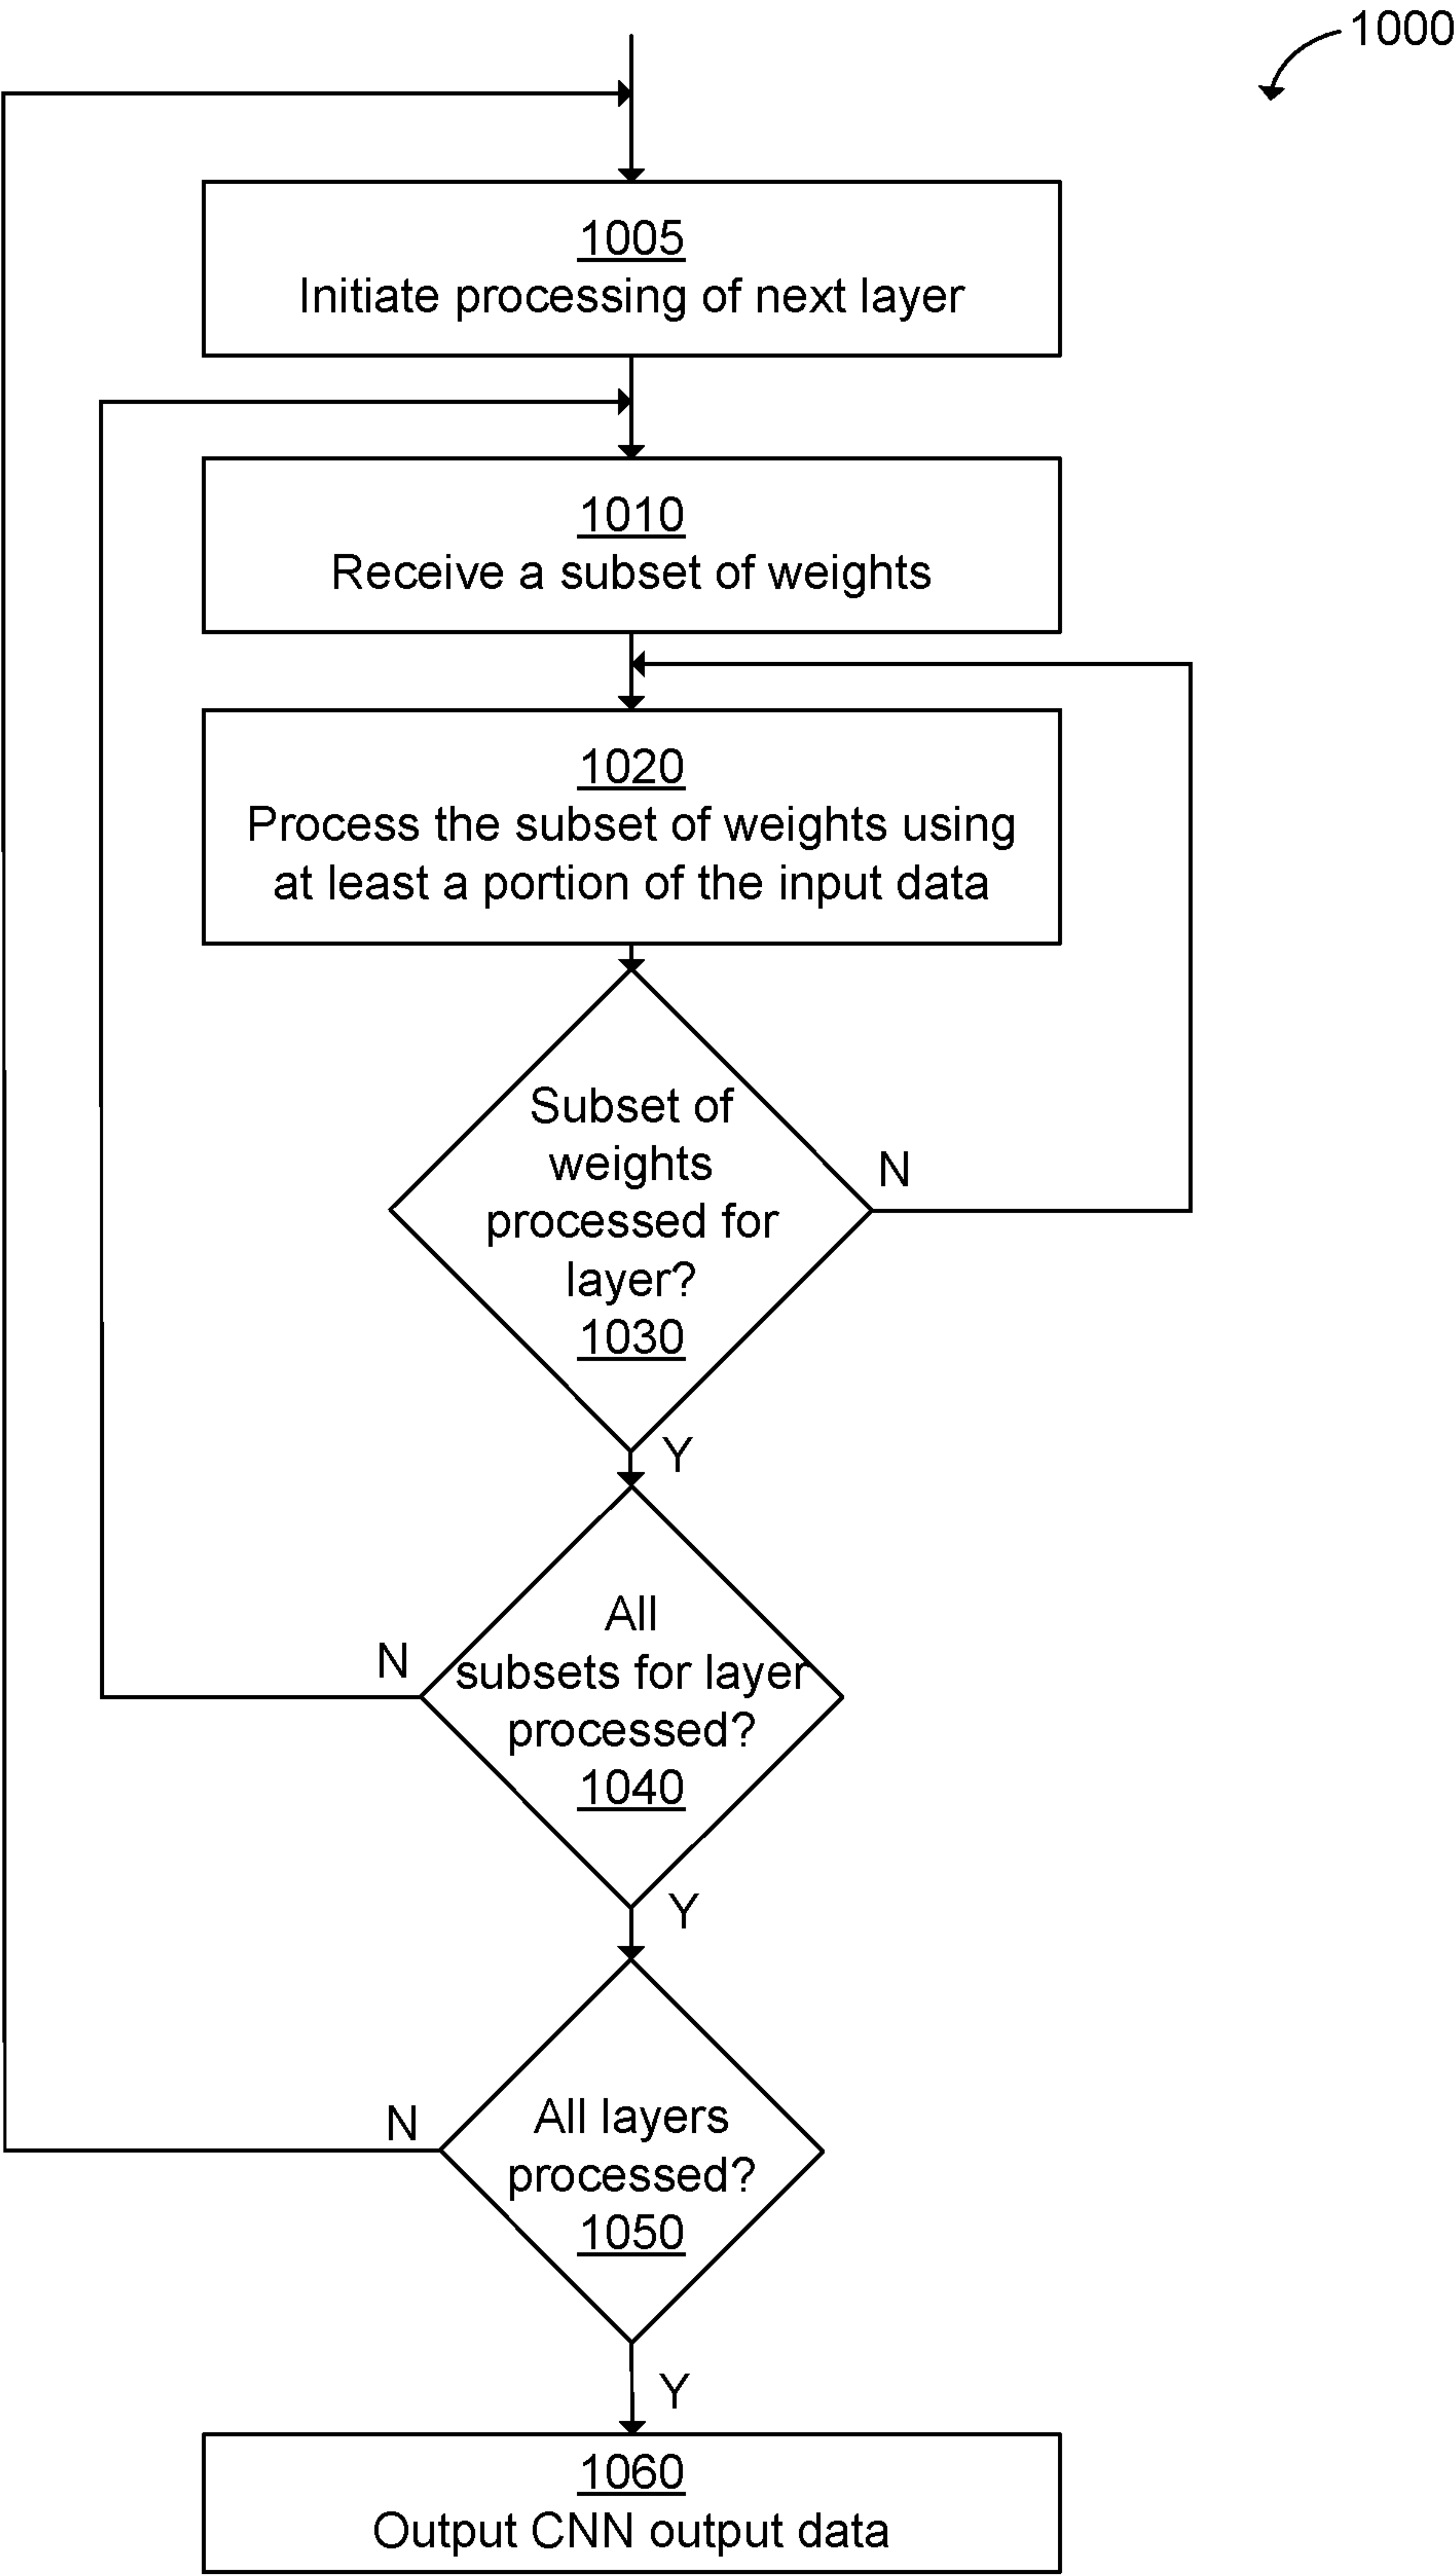 1000
1005
Initiate processing of next layer
1010
Receive a subset of weights
1020
Process the subset of weights using
at least a portion of the input data
Subset of
weights
processed for
layer?
1030
N
Y
All
subsets for layer
processed?
1040
N
Y
All layers
processed?
1050
N
Y
1060
Output CNN output data